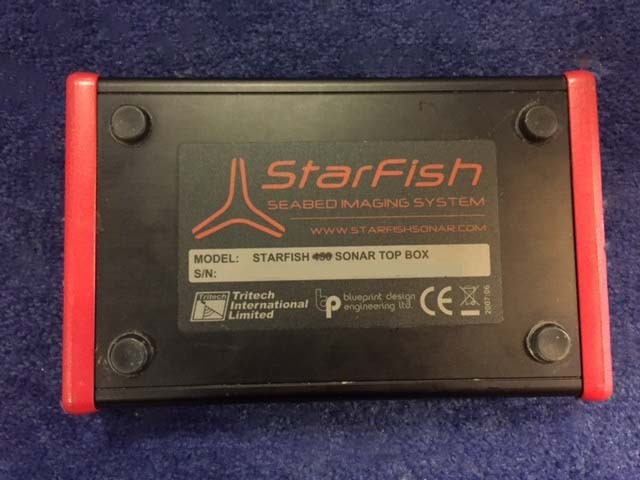 StarFish
SEABED IMAGING SYSTEM
WWW.STARFISHSONAR.COM
MODEL: STARFISH 450 SONAR TOP BOX
S/N:
Tritech
Tritech International Limited
bp
blueprint design engineering ltd.
CE
2007.06